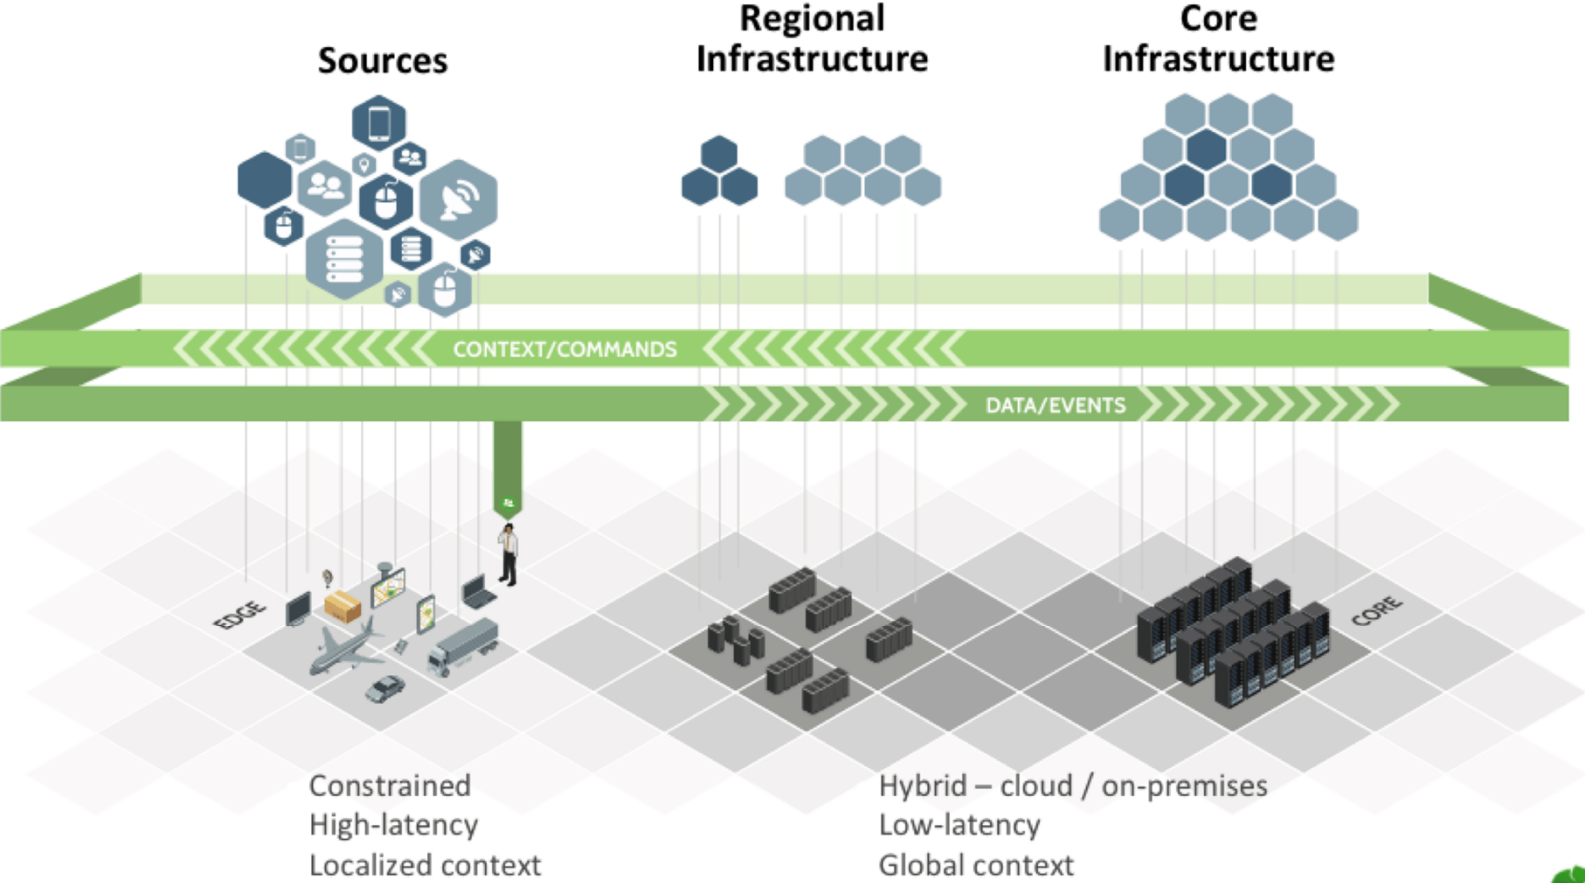 Sources
Regional
Infrastructure
Core
Infrastructure
CONTEXT/COMMANDS
DATA/EVENTS
EDGE
CORE
Constrained
High-latency
Localized context
Hybrid – cloud / on-premises
Low-latency
Global context